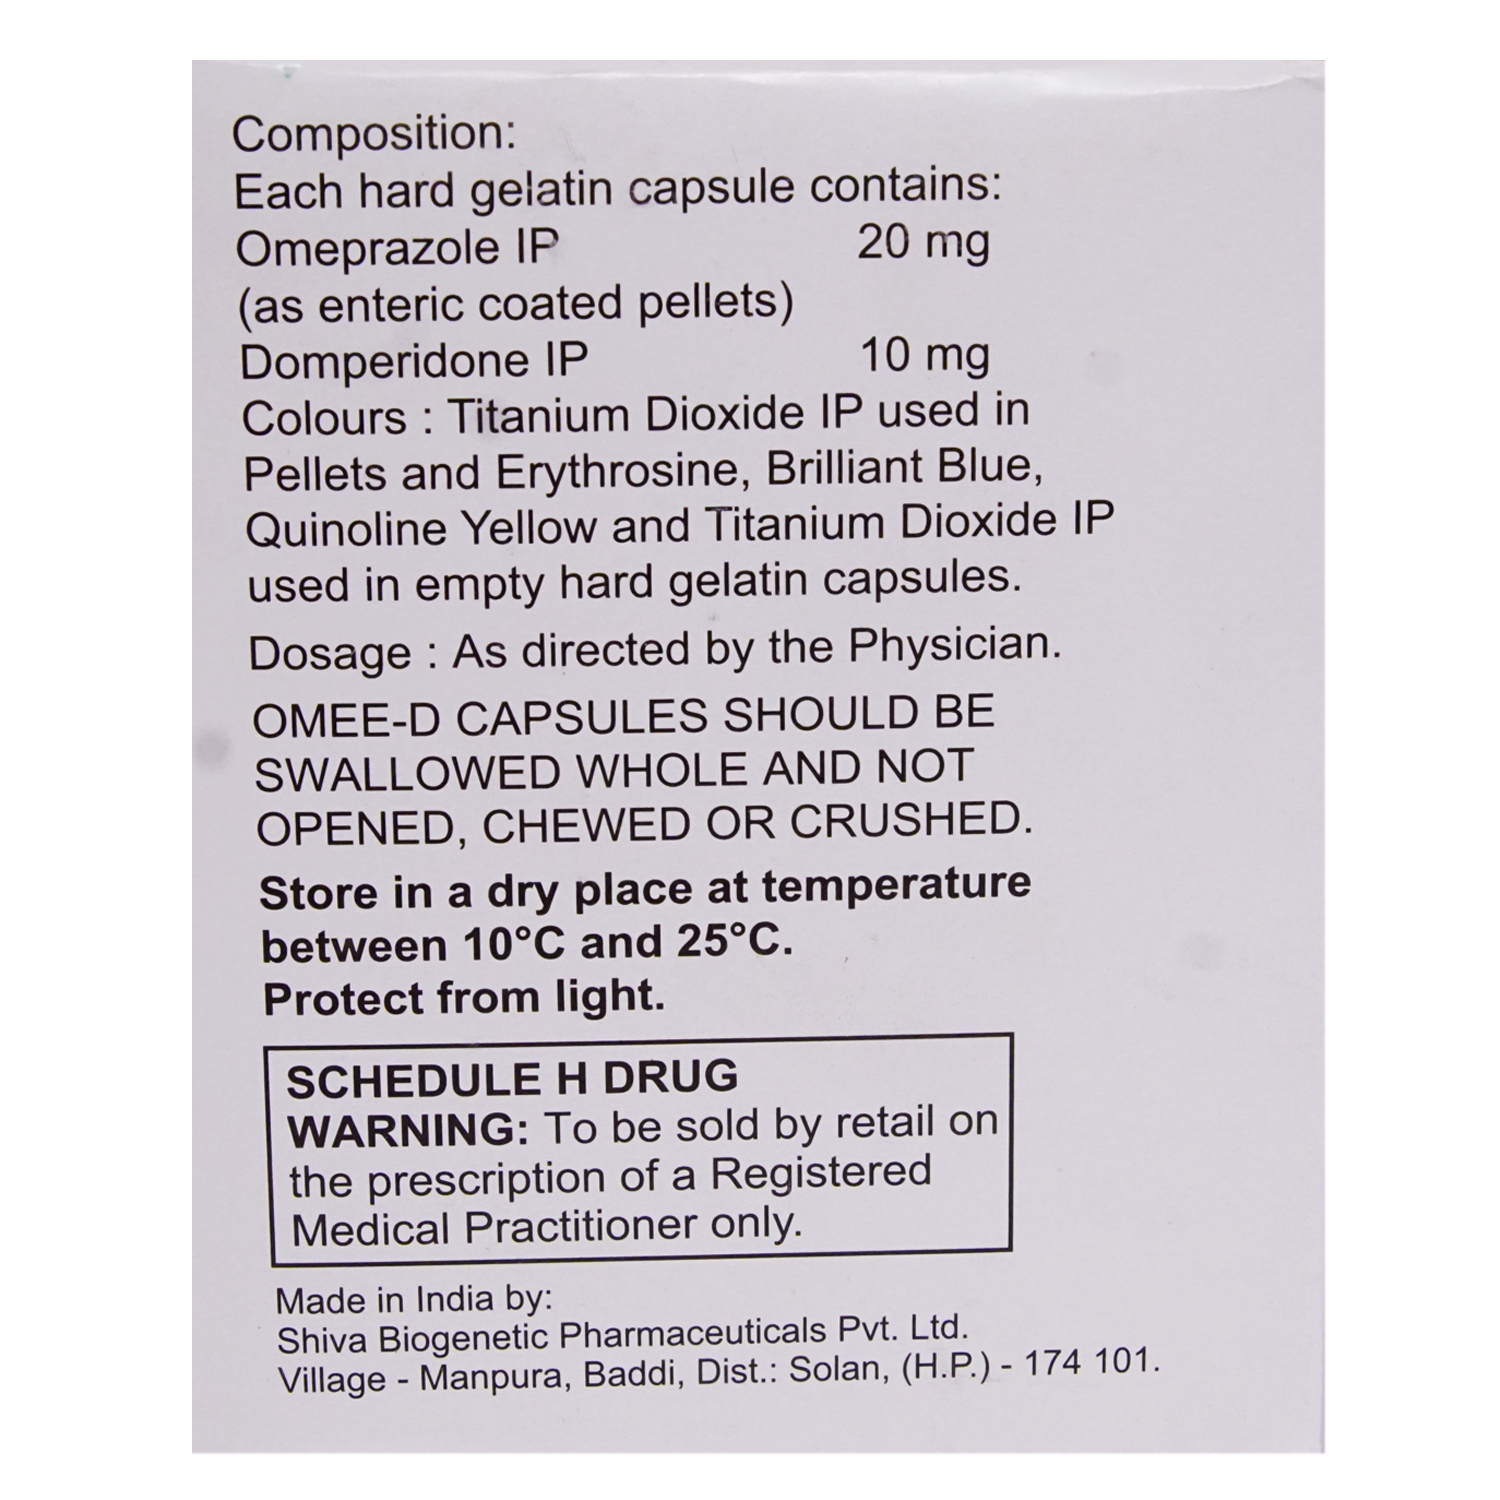 Composition:
Each hard gelatin capsule contains:
Omeprazole IP 20 mg
(as enteric coated pellets)
Domperidone IP 10 mg
Colours : Titanium Dioxide IP used in
Pellets and Erythrosine, Brilliant Blue,
Quinoline Yellow and Titanium Dioxide IP
used in empty hard gelatin capsules.
Dosage : As directed by the Physician.
OMEE-D CAPSULES SHOULD BE
SWALLOWED WHOLE AND NOT
OPENED, CHEWED OR CRUSHED.
Store in a dry place at temperature
between 10°C and 25°C.
Protect from light.
SCHEDULE H DRUG
WARNING: To be sold by retail on
the prescription of a Registered
Medical Practitioner only.
Made in India by:
Shiva Biogenetic Pharmaceuticals Pvt. Ltd.
Village - Manpura, Baddi, Dist.: Solan, (H.P.) - 174 101.